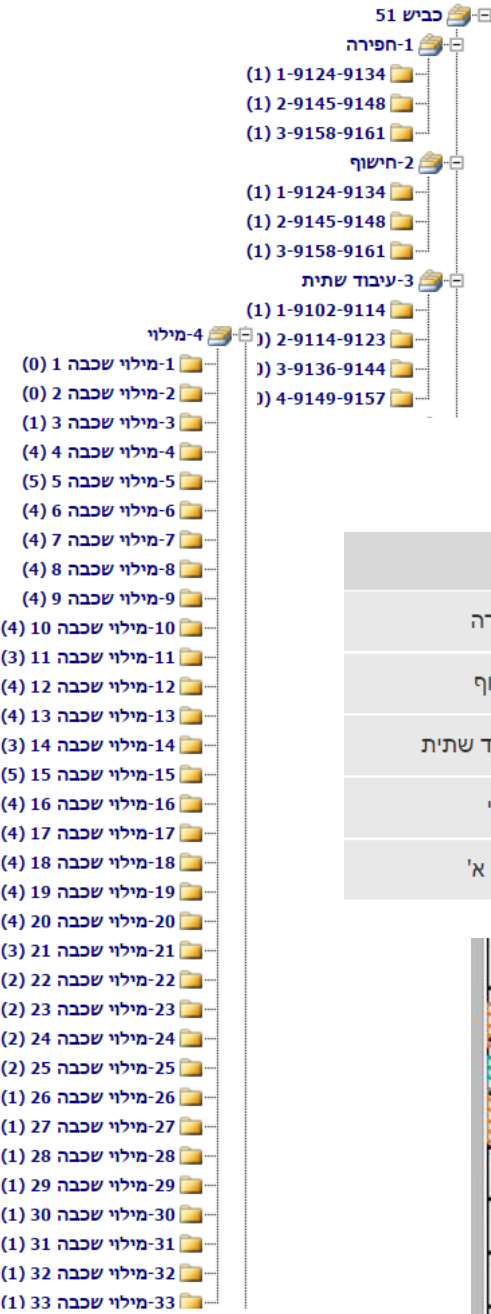 כביש 51
1-חפירה
1-9124-9134 (1)
2-9145-9148 (1)
3-9158-9161 (1)
2-חישוף
1-9124-9134 (1)
2-9145-9148 (1)
3-9158-9161 (1)
3-עיבוד שתית
1-9102-9114 (1)
2-9114-9123
3-9136-9144
4-9149-9157
4-מילוי
1-מילוי שכבה 1 (0)
2-מילוי שכבה 2 (0)
3-מילוי שכבה 3 (1)
4-מילוי שכבה 4 (4)
5-מילוי שכבה 5 (5)
6-מילוי שכבה 6 (4)
7-מילוי שכבה 7 (4)
8-מילוי שכבה 8 (4)
9-מילוי שכבה 9 (4)
10-מילוי שכבה 10 (4)
11-מילוי שכבה 11 (3)
12-מילוי שכבה 12 (4)
13-מילוי שכבה 13 (4)
14-מילוי שכבה 14 (3)
15-מילוי שכבה 15 (5)
16-מילוי שכבה 16 (4)
17-מילוי שכבה 17 (4)
18-מילוי שכבה 18 (4)
19-מילוי שכבה 19 (4)
20-מילוי שכבה 20 (4)
21-מילוי שכבה 21 (3)
22-מילוי שכבה 22 (2)
23-מילוי שכבה 23 (2)
24-מילוי שכבה 24 (2)
25-מילוי שכבה 25 (2)
26-מילוי שכבה 26 (1)
27-מילוי שכבה 27 (1)
28-מילוי שכבה 28 (1)
29-מילוי שכבה 29 (1)
30-מילוי שכבה 30 (1)
31-מילוי שכבה 31 (1)
32-מילוי שכבה 32 (1)
33-מילוי שכבה 33 (1)
שתית
א'